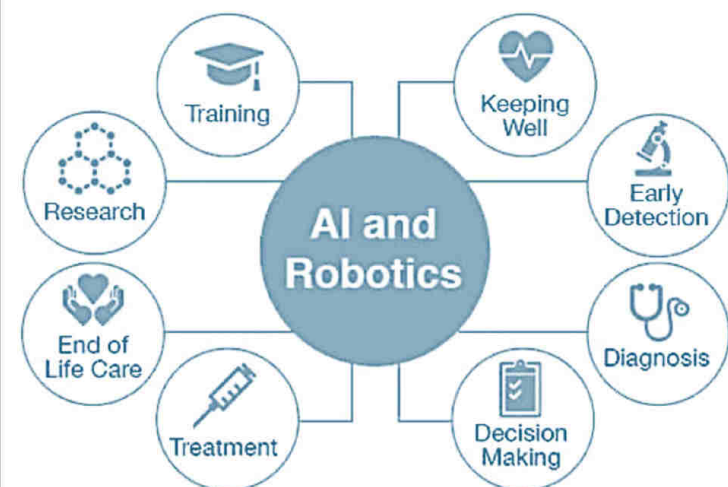 Training
Keeping
Well
Research
Early
Detection
AI and
Robotics
End of
Life Care
Diagnosis
Treatment
Decision
Making